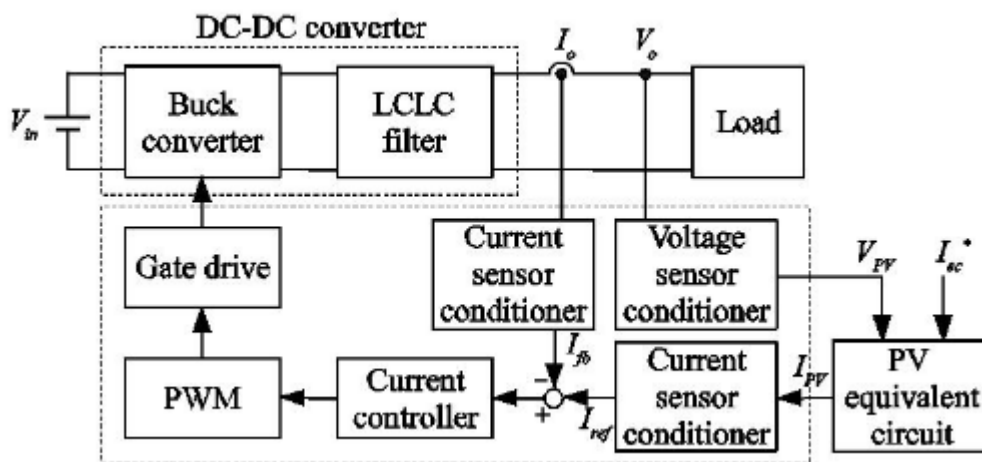 DC-DC converter
I_o
V_o
V_in
Buck
converter
LCLC
filter
Load
Gate drive
Current
sensor
conditioner
Voltage
sensor
conditioner
V_PV
I_sc*
I_fb
PWM
Current
controller
−
+
I_ref
Current
sensor
conditioner
I_PV
PV
equivalent
circuit